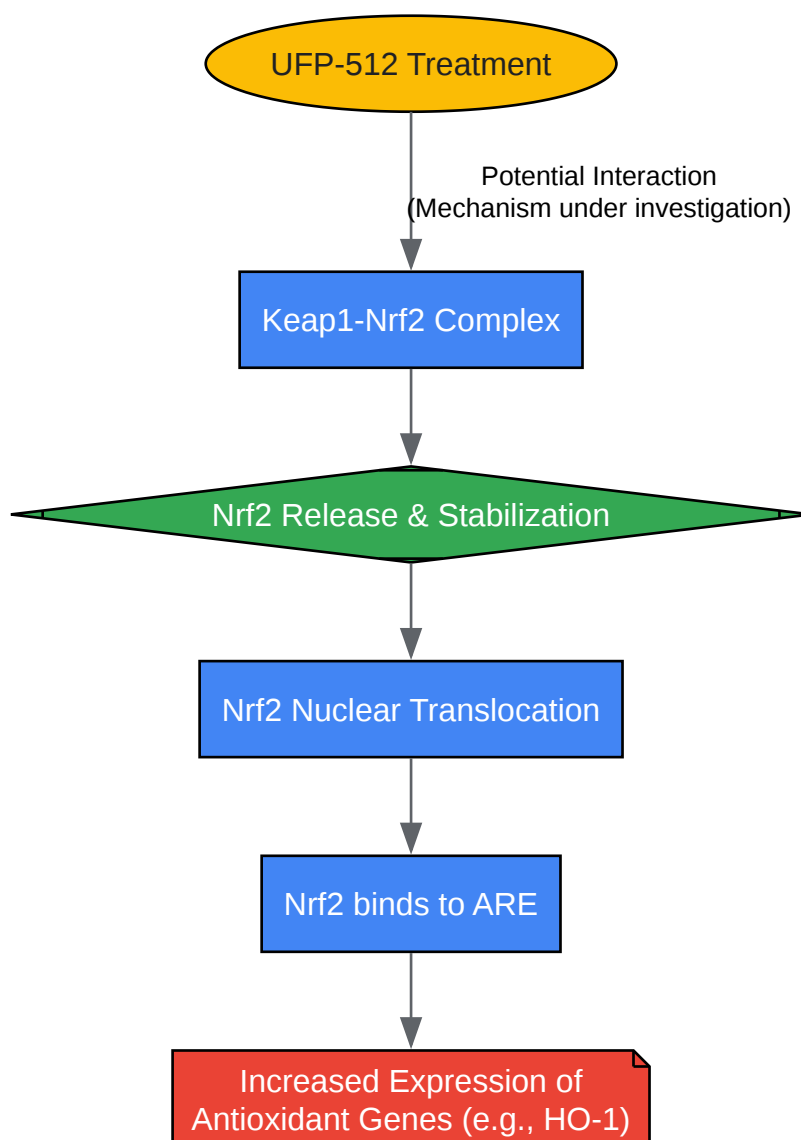 UFP-512 Treatment
Potential Interaction
(Mechanism under investigation)
Keap1-Nrf2 Complex
Nrf2 Release & Stabilization
Nrf2 Nuclear Translocation
Nrf2 binds to ARE
Increased Expression of
Antioxidant Genes (e.g., HO-1)